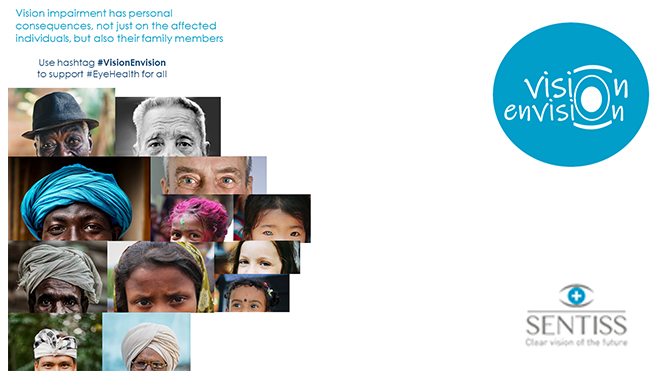 Vision impairment has personal
consequences, not just on the affected
individuals, but also their family members
Use hashtag #VisionEnvision
to support #EyeHealth for all
vision
envision
SENTISS
Clear vision of the future